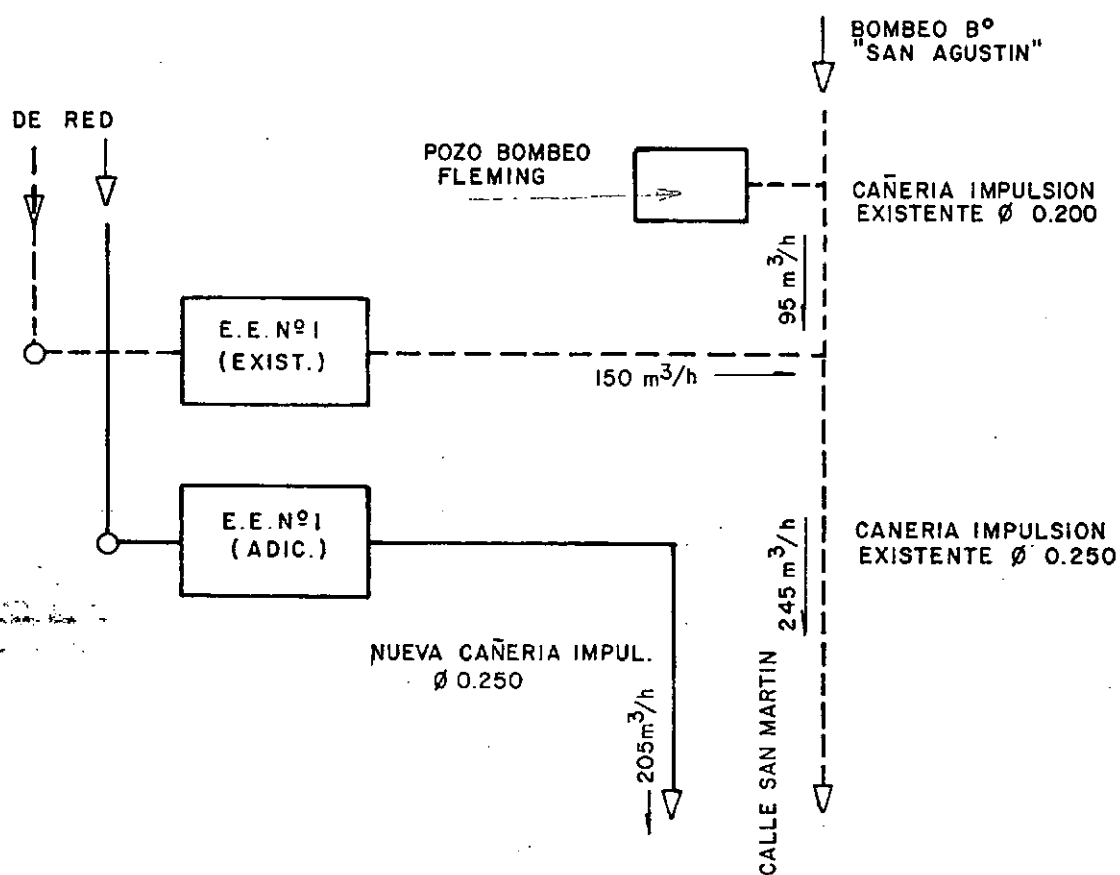 BOMBEO Bº
"SAN AGUSTIN"
DE RED
POZO BOMBEO
FLEMING
CAÑERIA IMPULSION
EXISTENTE Ø 0.200
95 m³/h
E.E. Nº 1
(EXIST.)
150 m³/h
E.E. Nº 1
(ADIC.)
CANERIA IMPULSION
EXISTENTE Ø 0.250
245 m³/h
NUEVA CAÑERIA IMPUL.
Ø 0.250
205 m³/h
CALLE SAN MARTIN